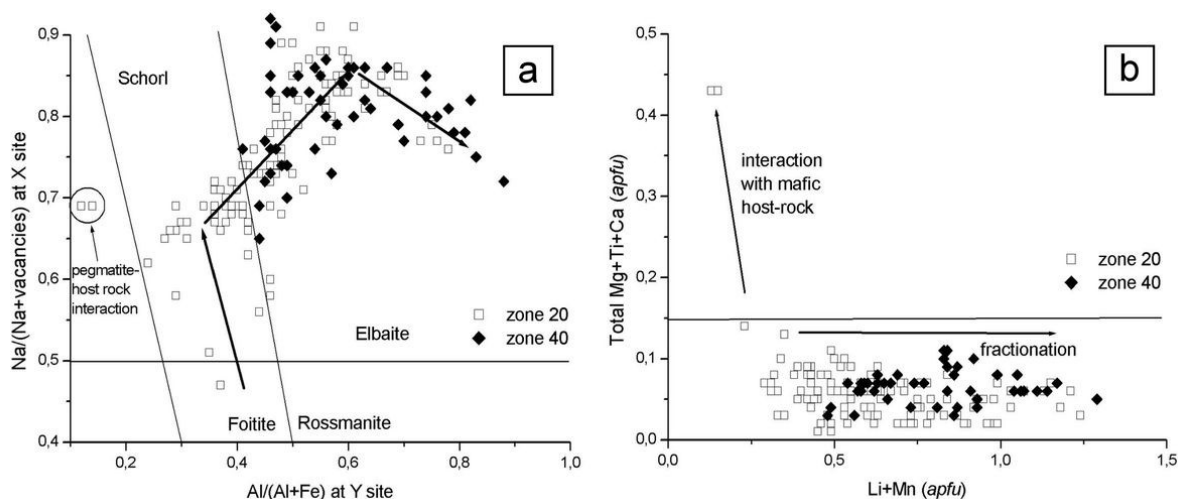 a
Schorl
pegmatite-
host rock
interaction
zone 20
zone 40
Elbaite
Foitite
Rossmanite
0,9
0,8
0,7
0,6
0,5
0,4
0,2
0,4
0,6
0,8
1,0
Na/(Na+vacancies) at X site
Al/(Al+Fe) at Y site
b
interaction
with mafic
host-rock
zone 20
zone 40
fractionation
0,5
0,4
0,3
0,2
0,1
0,0
0,0
0,5
1,0
1,5
Total Mg+Ti+Ca (apfu)
Li+Mn (apfu)